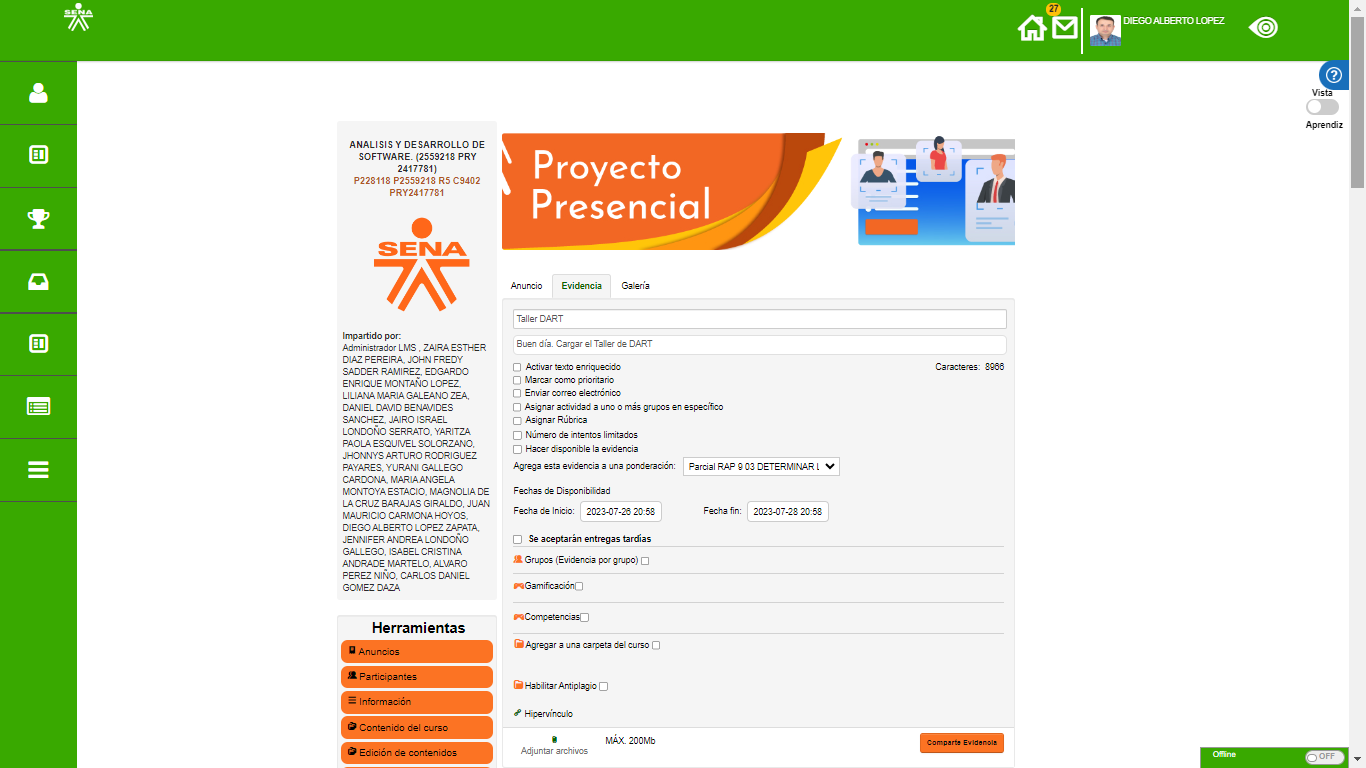 SENA
27
DIEGO ALBERTO LOPEZ
Vista
Aprendiz
ANALISIS Y DESARROLLO DE
SOFTWARE. (2559218 PRY
2417781)
P228118 P2559218 R5 C9402
PRY2417781
SENA
Impartido por:
Administrador LMS , ZAIRA ESTHER
DIAZ PEREIRA, JOHN FREDY
SADDER RAMIREZ, EDGARDO
ENRIQUE MONTAÑO LOPEZ,
LILIANA MARIA GALEANO ZEA,
DANIEL DAVID BENAVIDES
SANCHEZ, JAIRO ISRAEL
LONDOÑO SERRATO, YARITZA
PAOLA ESQUIVEL SOLORZANO,
JHONNYS ARTURO RODRIGUEZ
PAYARES, YURANI GALLEGO
CARDONA, MARIA ANGELA
MONTOYA ESTACIO, MAGNOLIA DE
LA CRUZ BARAJAS GIRALDO, JUAN
MAURICIO CARMONA HOYOS,
DIEGO ALBERTO LOPEZ ZAPATA,
JENNIFER ANDREA LONDOÑO
GALLEGO, ISABEL CRISTINA
ANDRADE MARTELO, ALVARO
PEREZ NIÑO, CARLOS DANIEL
GOMEZ DAZA
Herramientas
Anuncios
Participantes
Información
Contenido del curso
Edición de contenidos
Proyecto
Presencial
Anuncio Evidencia Galería
Taller DART
Buen día. Cargar el Taller de DART
Activar texto enriquecido Caracteres: 8966
Marcar como prioritario
Enviar correo electrónico
Asignar actividad a uno o más grupos en específico
Asignar Rúbrica
Número de intentos limitados
Hacer disponible la evidencia
Agrega esta evidencia a una ponderación: Parcial RAP 9 03 DETERMINAR L
Fechas de Disponibilidad
Fecha de Inicio: 2023-07-26 20:58 Fecha fin: 2023-07-28 20:58
Se aceptarán entregas tardías
Grupos (Evidencia por grupo)
Gamificación
Competencias
Agregar a una carpeta del curso
Habilitar Antiplagio
Hipervínculo
Adjuntar archivos MÁX. 200Mb Comparte Evidencia
Offline OFF